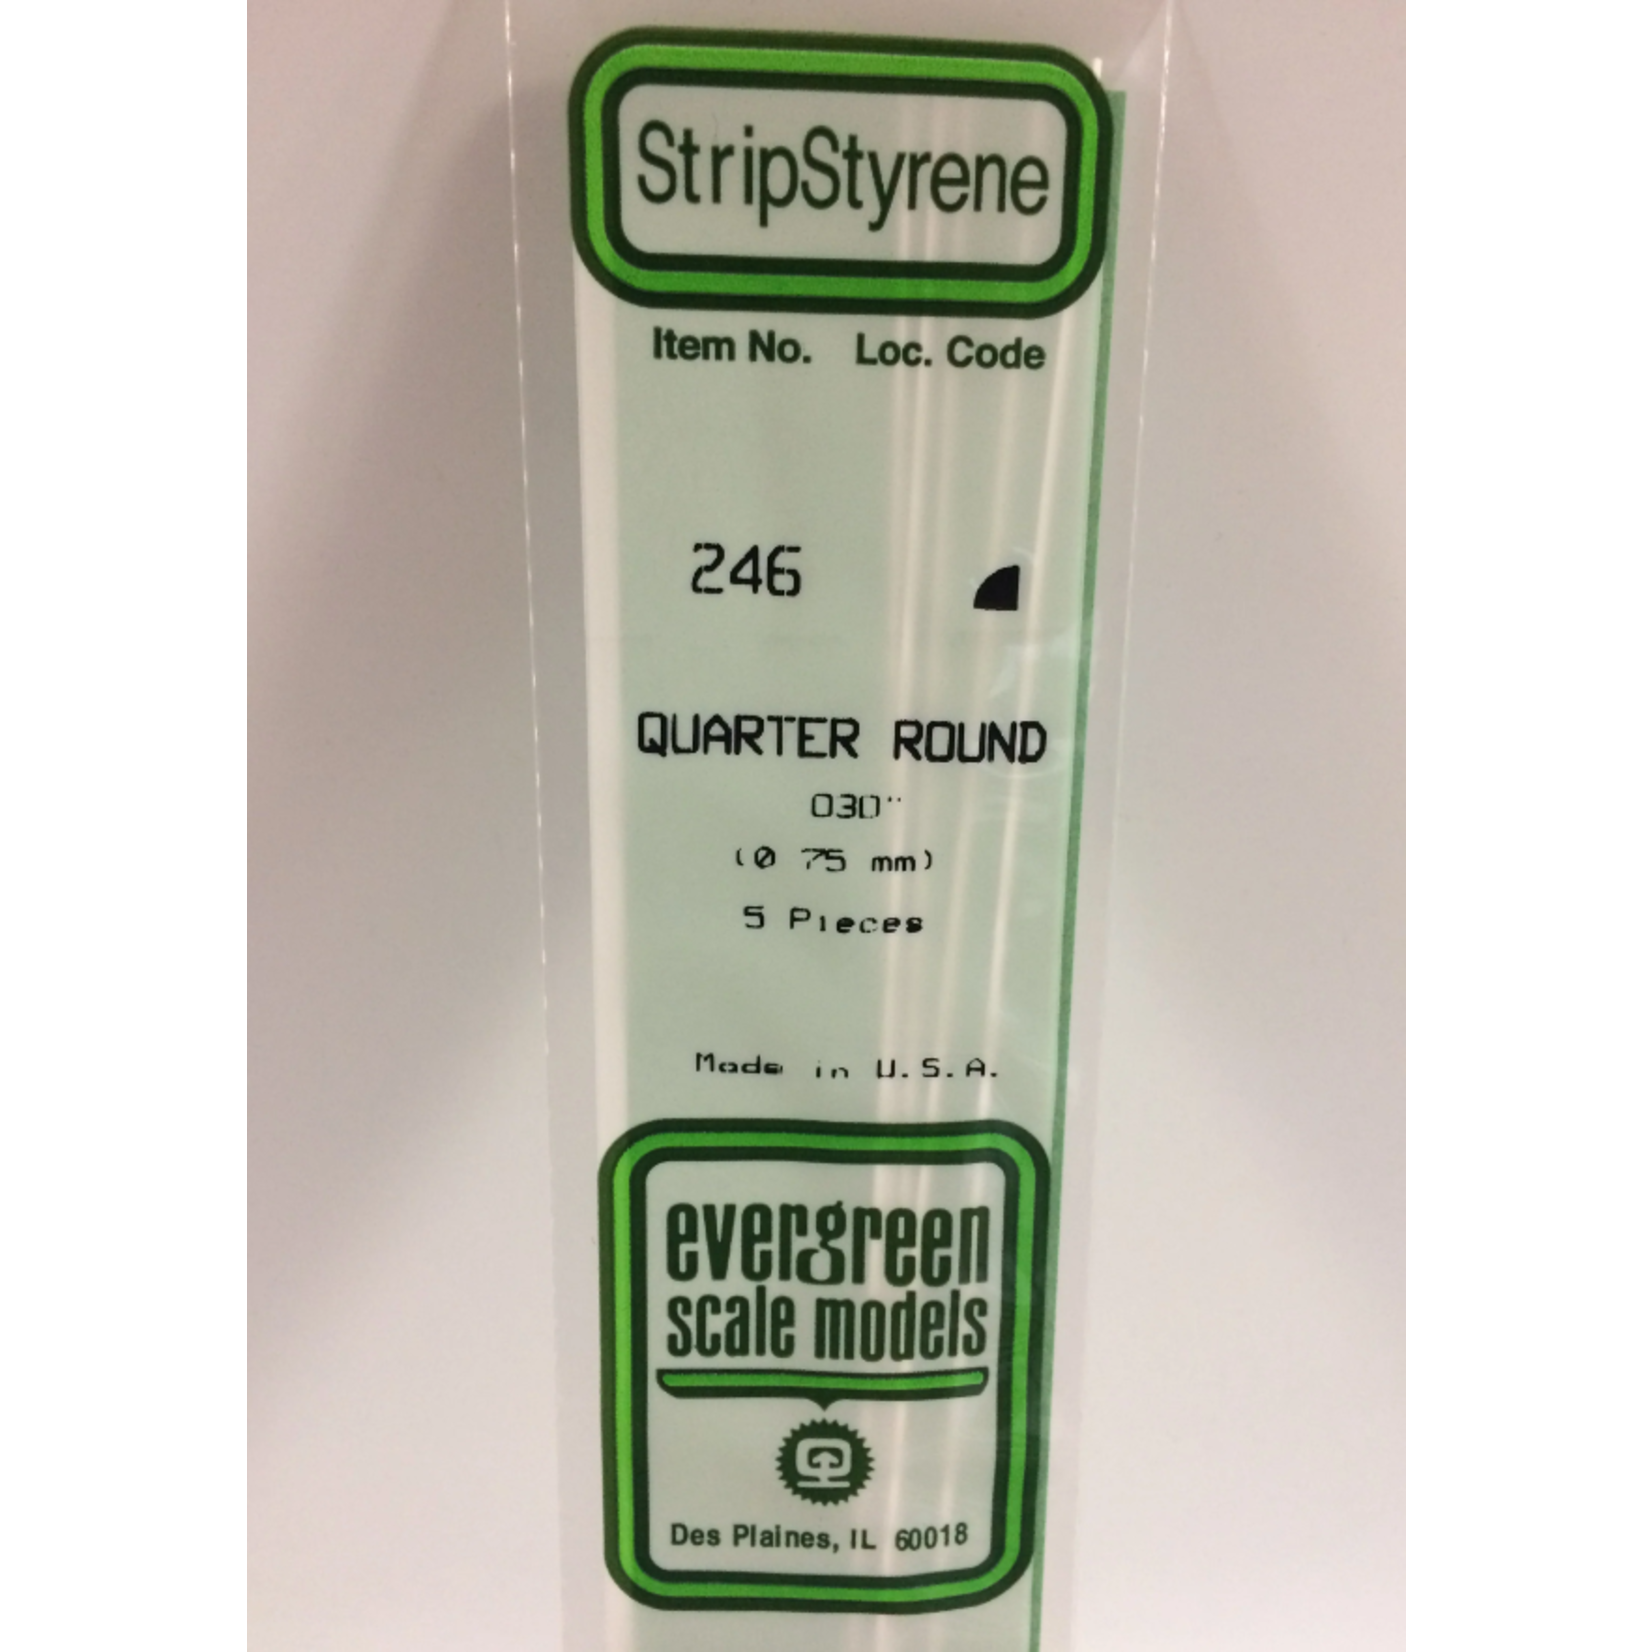 StripStyrene
Item No. Loc. Code
246
QUARTER ROUND
030"
(0 75 mm)
5 Pieces
Made in U.S.A.
evergreen
scale models
Des Plaines, IL 60018